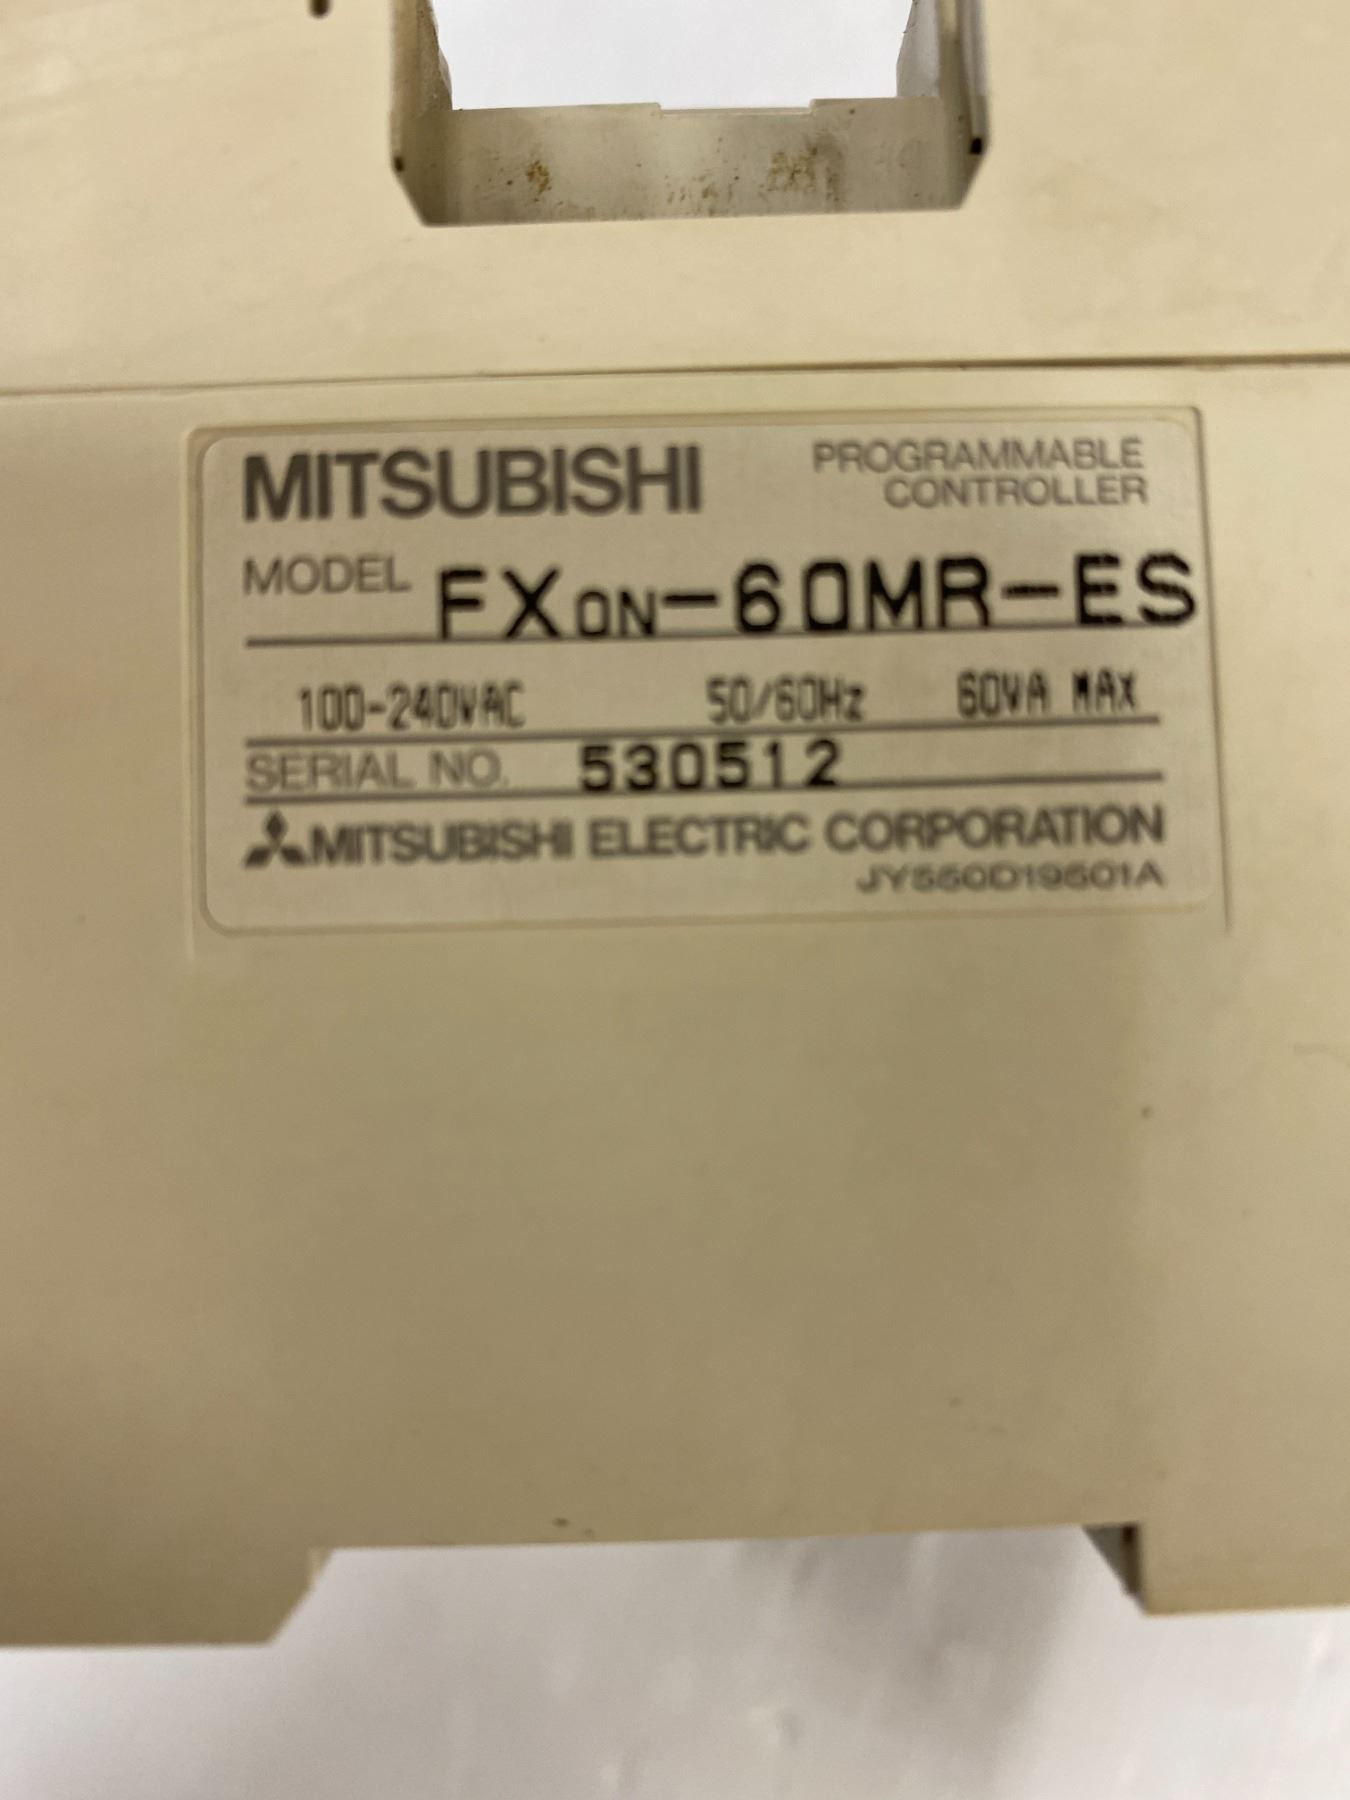 MITSUBISHI PROGRAMMABLE CONTROLLER
MODEL FX0N-60MR-ES
100-240VAC 50/60Hz 60VA MAX
SERIAL NO. 530512
MITSUBISHI ELECTRIC CORPORATION
JY550D19501A